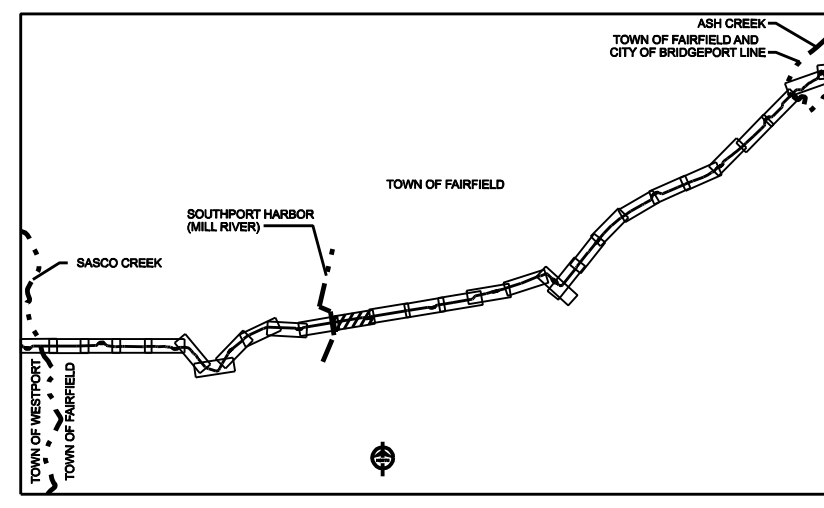 ASH CREEK
TOWN OF FAIRFIELD AND
CITY OF BRIDGEPORT LINE
TOWN OF FAIRFIELD
SOUTHPORT HARBOR
(MILL RIVER)
SASCO CREEK
TOWN OF WESTPORT
TOWN OF FAIRFIELD